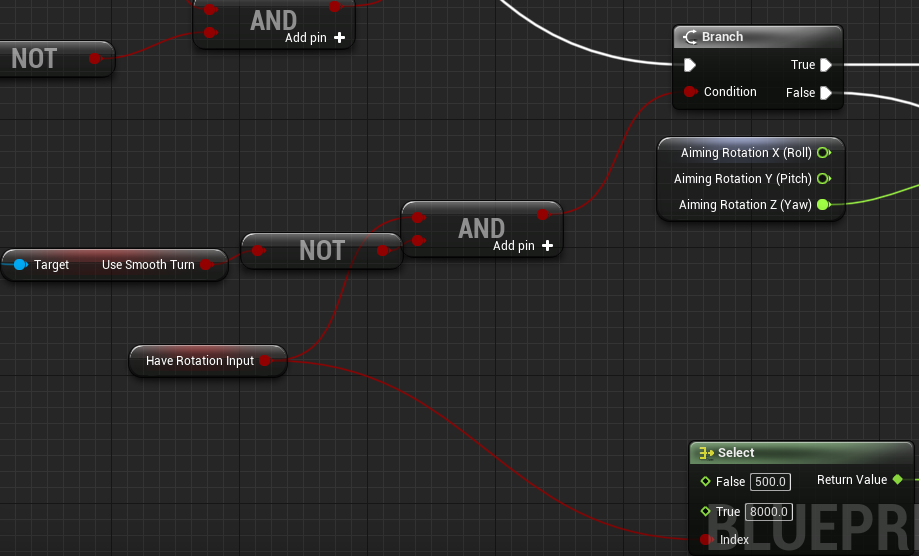 AND
Add pin
NOT
Branch
True
Condition
False
Aiming Rotation X (Roll)
Aiming Rotation Y (Pitch)
Aiming Rotation Z (Yaw)
AND
Add pin
NOT
Target
Use Smooth Turn
Have Rotation Input
Select
False 500.0
Return Value
True 8000.0
Index